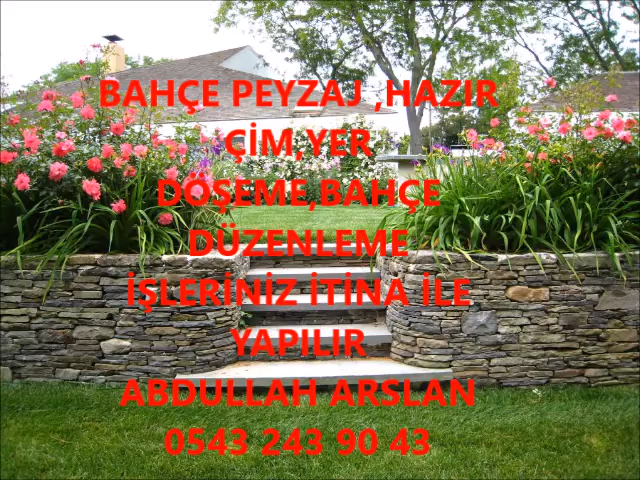 BAHÇE PEYZAJ ,HAZIR
ÇİM,YER
DÖŞEME,BAHÇE
DÜZENLEME
İŞLERİNİZ İTİNA İLE
YAPILIR
ABDULLAH ARSLAN
0543 243 90 43